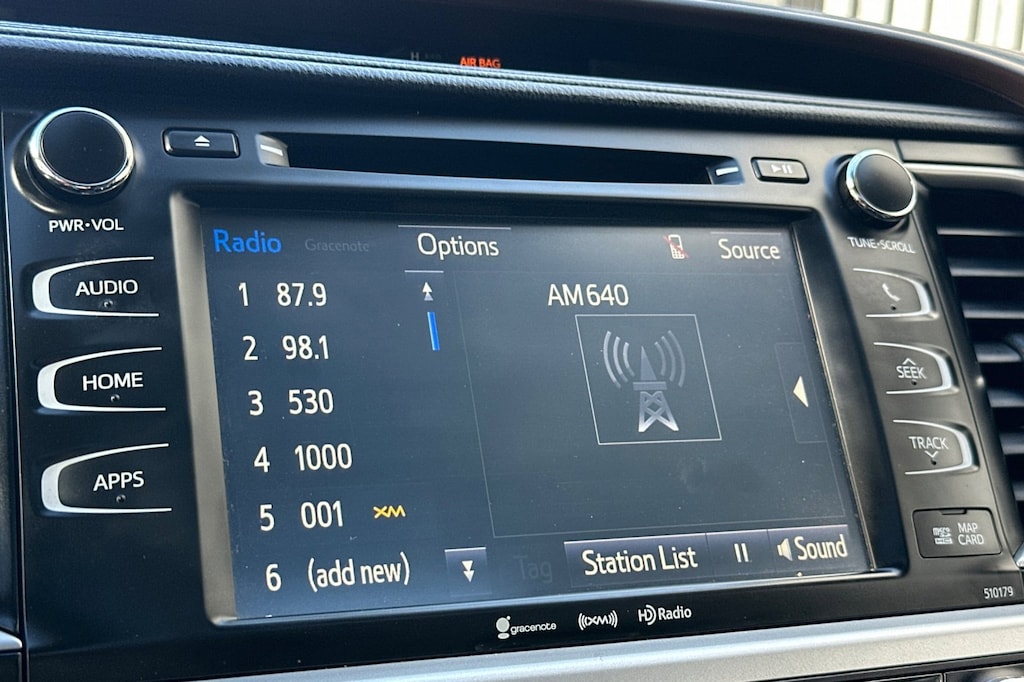 AIR BAG
PWR•VOL
AUDIO
HOME
APPS
Radio Gracenote Options Source
1 87.9
2 98.1
3 530
4 1000
5 001 XM
6 (add new)
AM 640
Tag Station List Sound
TUNE•SCROLL
SEEK
TRACK
MAP
CARD
510179
gracenote ((XM)) HD Radio